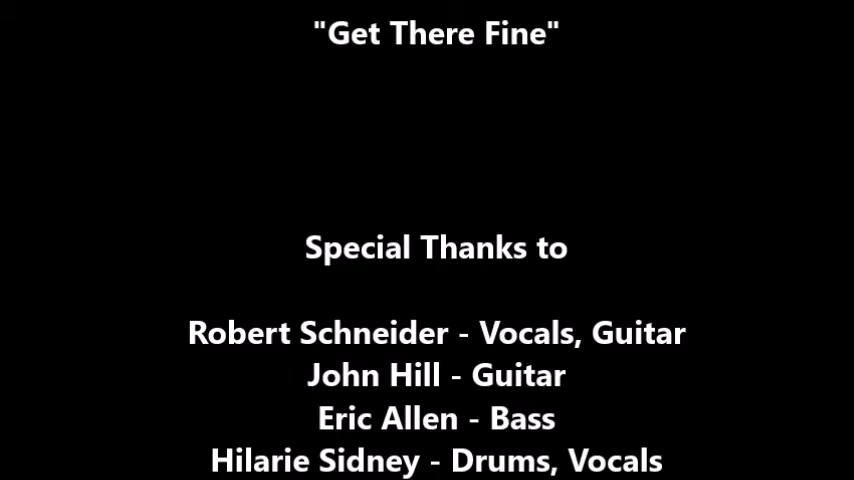 "Get There Fine"
Special Thanks to
Robert Schneider - Vocals, Guitar
John Hill - Guitar
Eric Allen - Bass
Hilarie Sidney - Drums, Vocals